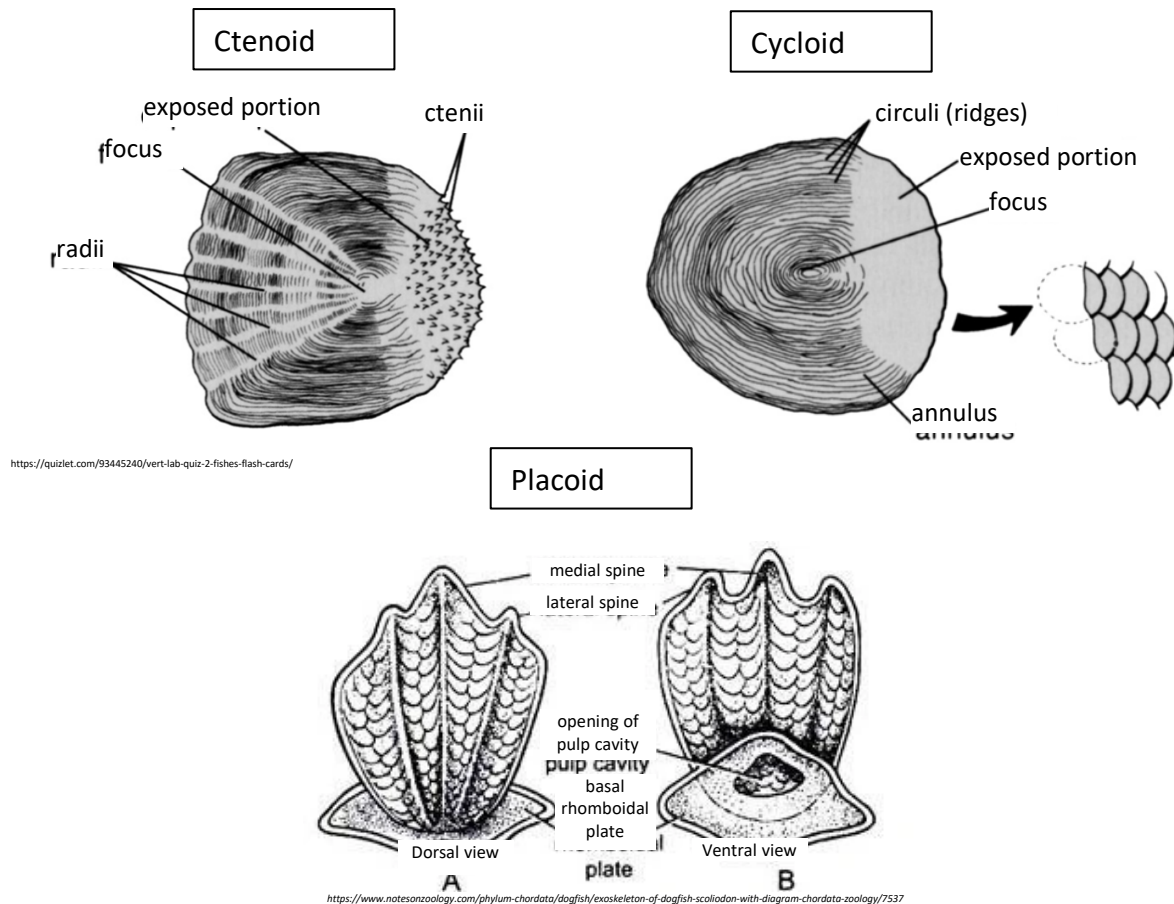 Ctenoid
Cycloid
exposed portion
ctenii
focus
radii
circuli (ridges)
exposed portion
focus
annulus
annulus
https://quizlet.com/93445240/vert-lab-quiz-2-fishes-flash-cards/
Placoid
medial spine
lateral spine
opening of
pulp cavity
pulp cavity
basal
rhomboidal
plate
Dorsal view
Ventral view
plate
A
B
https://www.notesonzoology.com/phylum-chordata/dogfish/exoskeleton-of-dogfish-scoliodon-with-diagram-chordata-zoology/7537